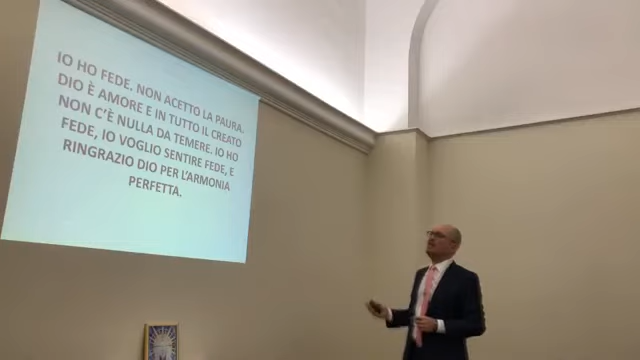 IO HO FEDE. NON ACETTO LA PAURA.
DIO È AMORE E IN TUTTO IL CREATO
NON C'È NULLA DA TEMERE. IO HO
FEDE, IO VOGLIO SENTIRE FEDE, E
RINGRAZIO DIO PER L'ARMONIA
PERFETTA.